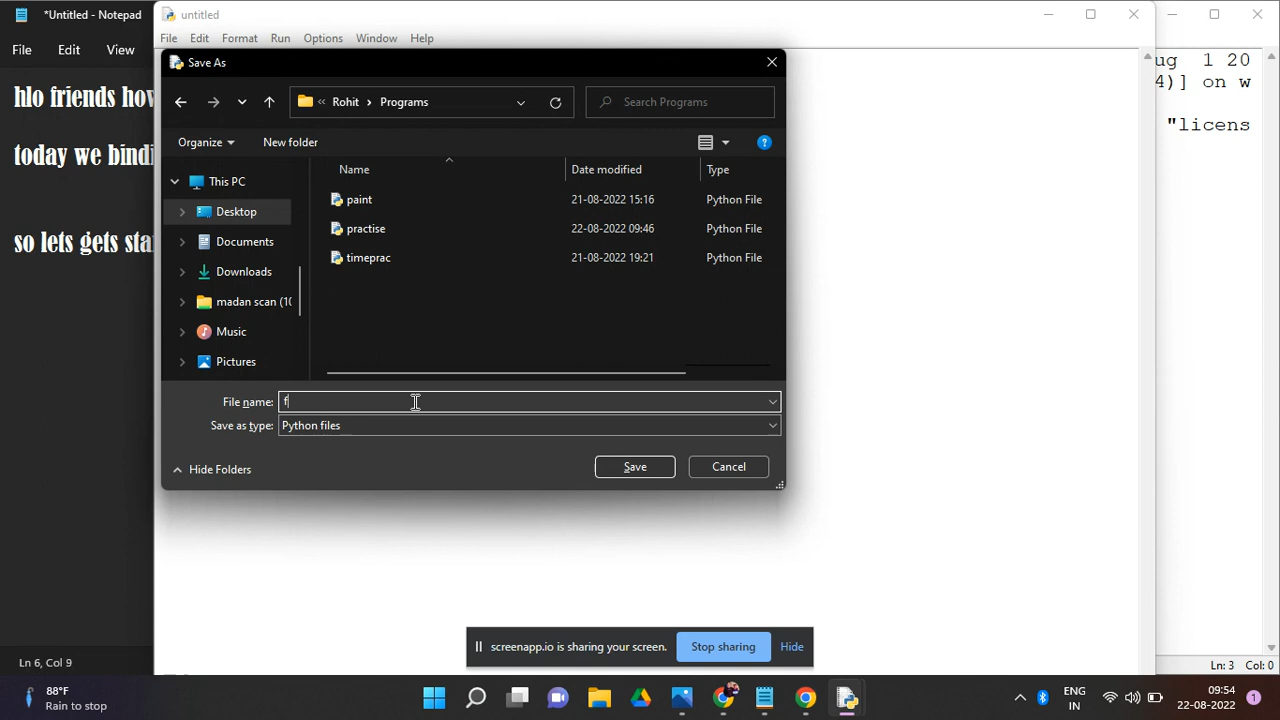 *Untitled - Notepad
File Edit View
hlo friends how
today we bindi
so lets gets sta
Ln 6, Col 9
untitled
File Edit Format Run Options Window Help
Save As
« Rohit > Programs
Search Programs
Organize New folder
This PC
Desktop
Documents
Downloads
madan scan (10
Music
Pictures
Name Date modified Type
paint 21-08-2022 15:16 Python File
practise 22-08-2022 09:46 Python File
timeprac 21-08-2022 19:21 Python File
File name: f
Save as type: Python files
Hide Folders Save Cancel
ug 1 20
4)] on w
"licens
Ln: 3 Col: 0
screenapp.io is sharing your screen. Stop sharing Hide
88°F
Rain to stop
ENG
IN
09:54
22-08-2022
1